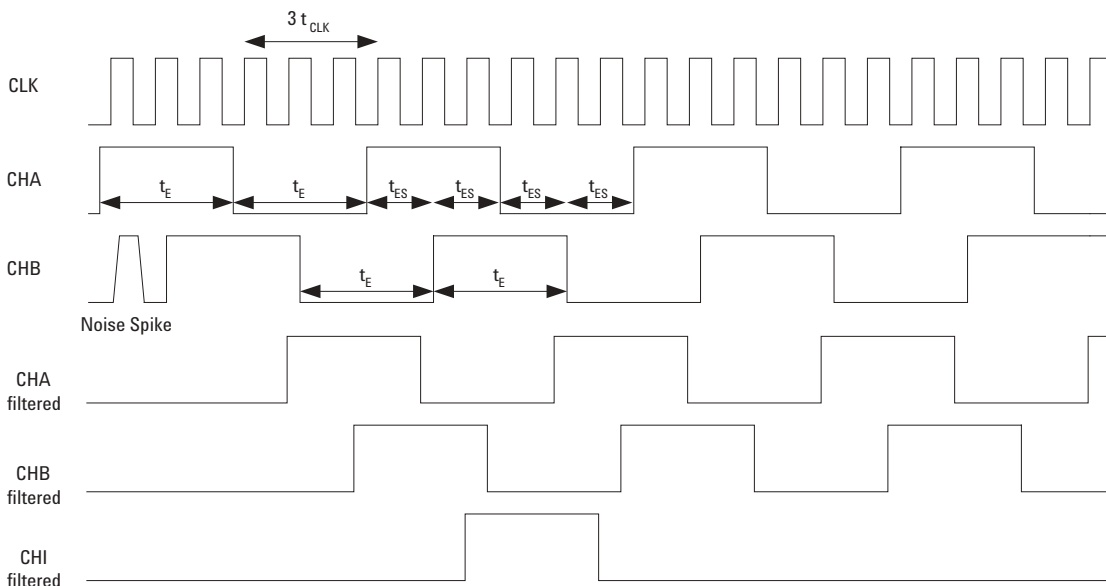 3 t CLK
CLK
CHA
tE tE tES tES tES tES
CHB
tE tE
Noise Spike
CHA
filtered
CHB
filtered
CHI
filtered